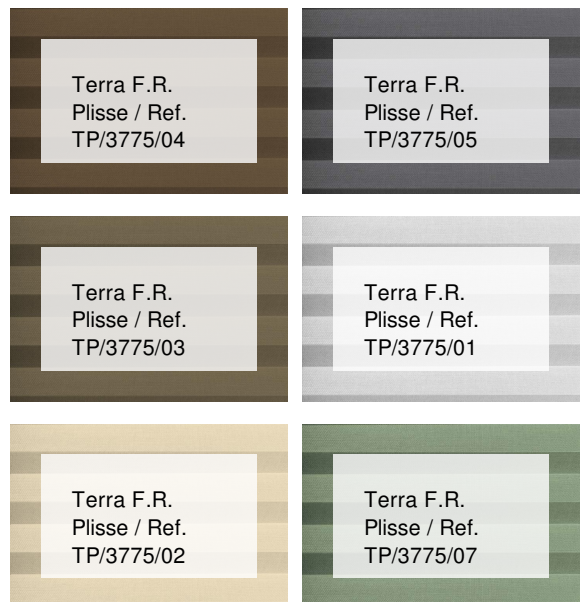 Terra F.R.
Plisse / Ref.
TP/3775/04
Terra F.R.
Plisse / Ref.
TP/3775/05
Terra F.R.
Plisse / Ref.
TP/3775/03
Terra F.R.
Plisse / Ref.
TP/3775/01
Terra F.R.
Plisse / Ref.
TP/3775/02
Terra F.R.
Plisse / Ref.
TP/3775/07